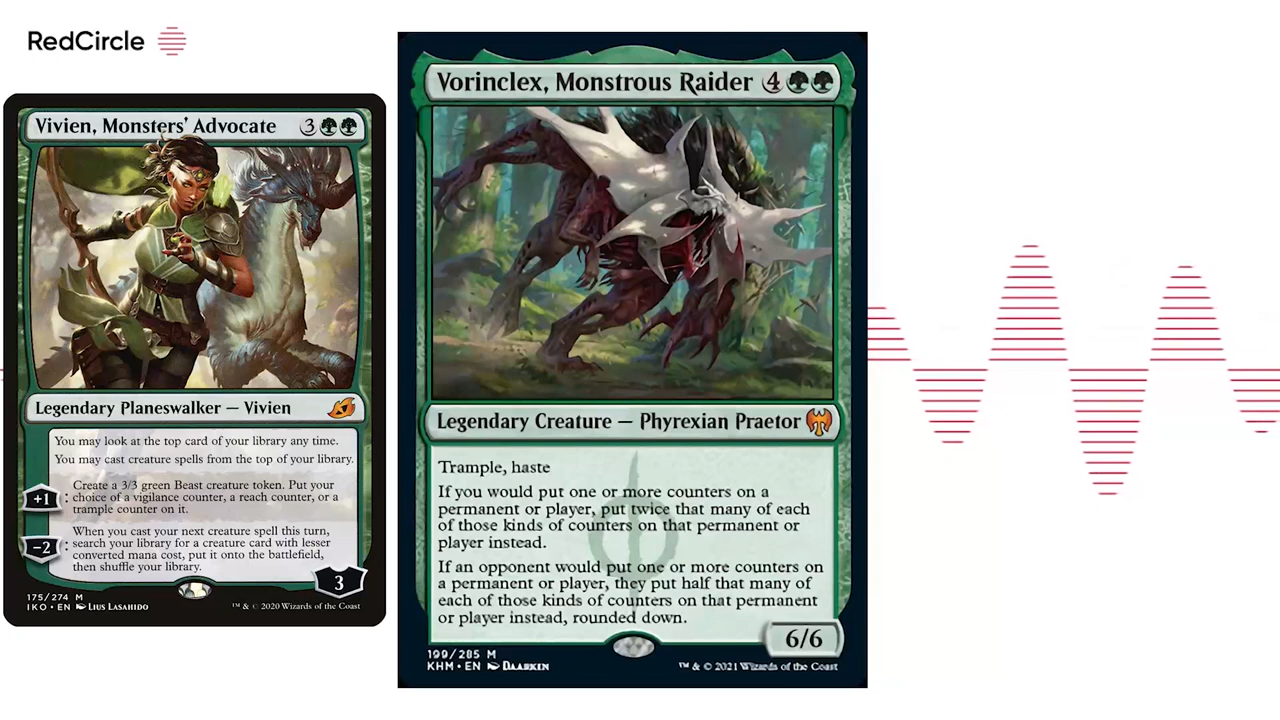 RedCircle
Vivien, Monsters' Advocate 3
Legendary Planeswalker — Vivien
You may look at the top card of your library any time.
You may cast creature spells from the top of your library.
+1 : Create a 3/3 green Beast creature token. Put your
choice of a vigilance counter, a reach counter, or a
trample counter on it.
−2 : When you cast your next creature spell this turn,
search your library for a creature card with lesser
converted mana cost, put it onto the battlefield,
then shuffle your library.
3
175/274 M
IKO • EN Lius Lasahido
™ & © 2020 Wizards of the Coast
Vorinclex, Monstrous Raider 4
Legendary Creature — Phyrexian Praetor
Trample, haste
If you would put one or more counters on a
permanent or player, put twice that many of each
of those kinds of counters on that permanent or
player instead.
If an opponent would put one or more counters on
a permanent or player, they put half that many of
each of those kinds of counters on that permanent
or player instead, rounded down.
6/6
199/285 M
KHM • EN Daarken
™ & © 2021 Wizards of the Coast